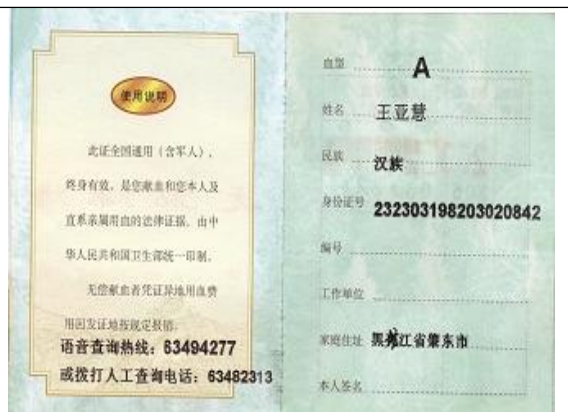 使用说明
此证全国通用（含军人），
终身有效。是您献血和您本人及
直系亲属用血的法律证据。由中
华人民共和国卫生部统一印制。
无偿献血者凭证异地用血费
用回发证地按规定报销。
语音查询热线：63494277
或拨打人工查询电话：63482313
血型 A
姓名 王亚慧
民族 汉族
身份证号 232303198203020842
编号
工作单位
家庭住址 黑龙江省肇东市
本人签名